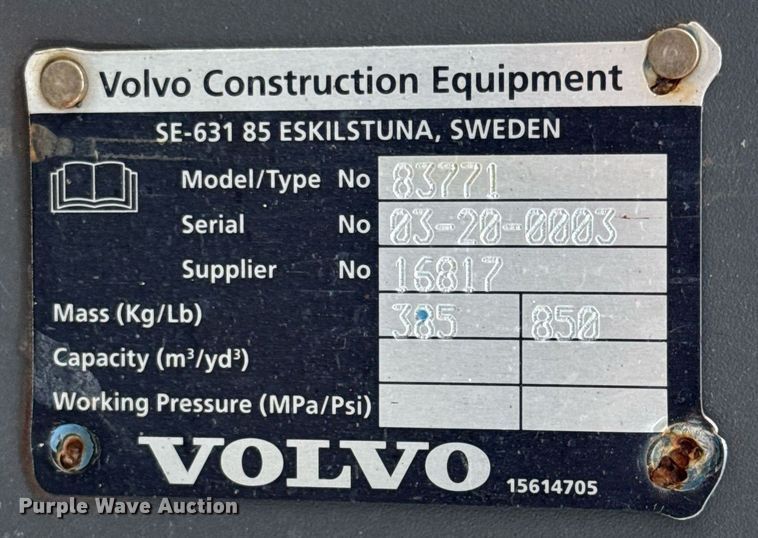 Volvo Construction Equipment
SE-631 85 ESKILSTUNA, SWEDEN
Model/Type No 83771
Serial No 03-20-0003
Supplier No 16817
Mass (Kg/Lb) 385 850
Capacity (m³/yd³)
Working Pressure (MPa/Psi)
VOLVO 15614705
Purple Wave Auction